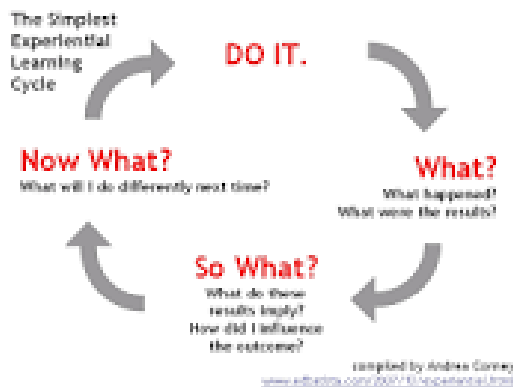 The Simplest
Experiential
Learning
Cycle
DO IT.
What?
What happened?
What were the results?
So What?
What do these
results imply?
How did I influence
the outcome?
Now What?
What will I do differently next time?
compiled by Andrea Corney